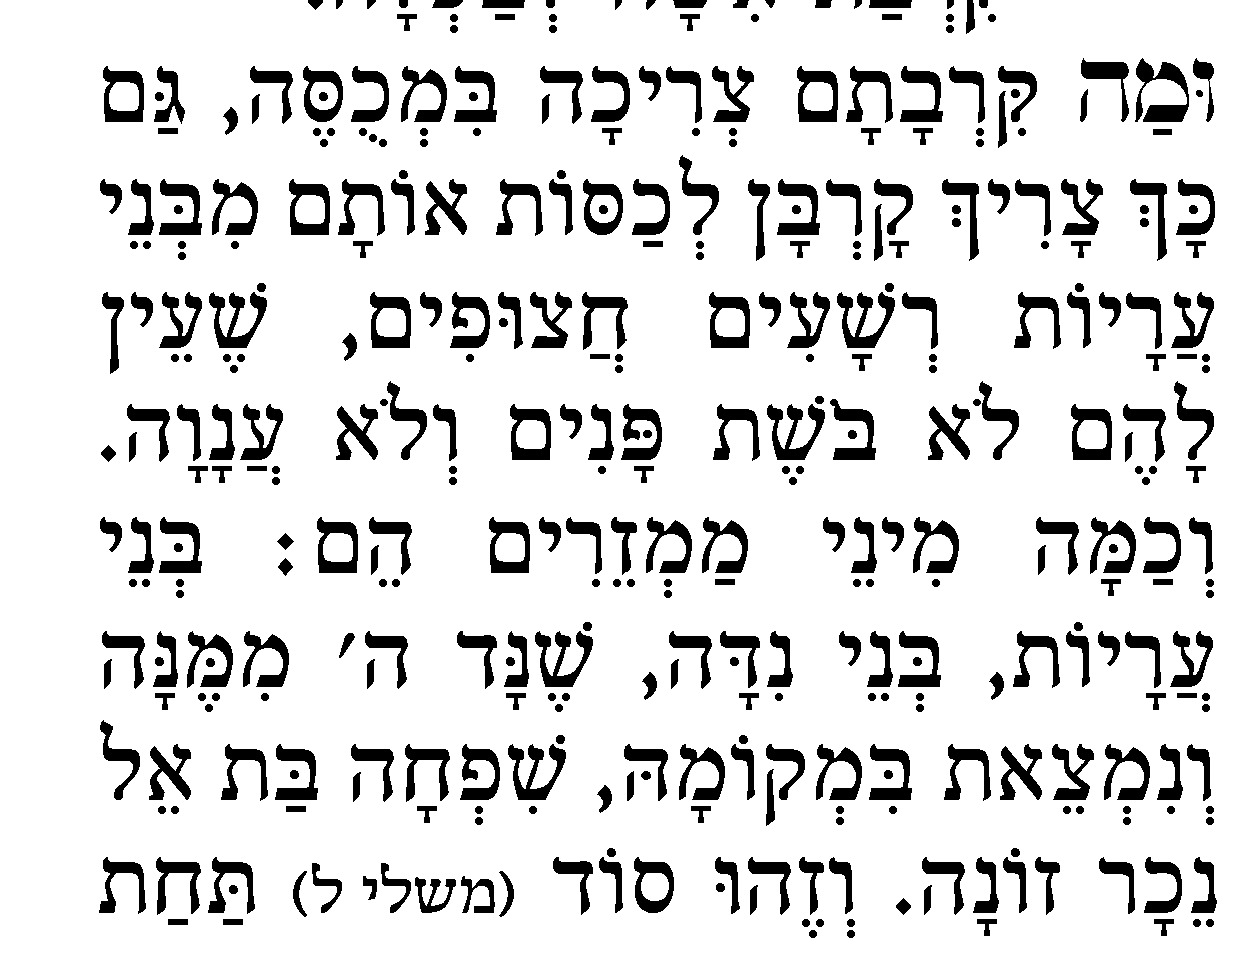 וּמַה קִּרְבָתָם צְרִיכָה בִּמְכֻסֶּה, גַּם
כָּךְ צָרִיךְ קָרְבָּן לְכַסּוֹת אוֹתָם מִבְּנֵי
עֲרָיוֹת רְשָׁעִים חֲצוּפִים, שֶׁעֵין
לָהֶם לֹא בֹּשֶׁת פָּנִים וְלֹא עֲנָוָה.
וְכַמָּה מִינֵי מַמְזֵרִים הֵם: בְּנֵי
עֲרָיוֹת, בְּנֵי נִדָּה, שֶׁנָּד ה' מִמֶּנָּה
וְנִמְצֵאת בִּמְקוֹמָהּ, שִׁפְחָה בַּת אֵל
נֵכָר זוֹנָה. וְזֶהוּ סוֹד (משלי ל) תַּחַת